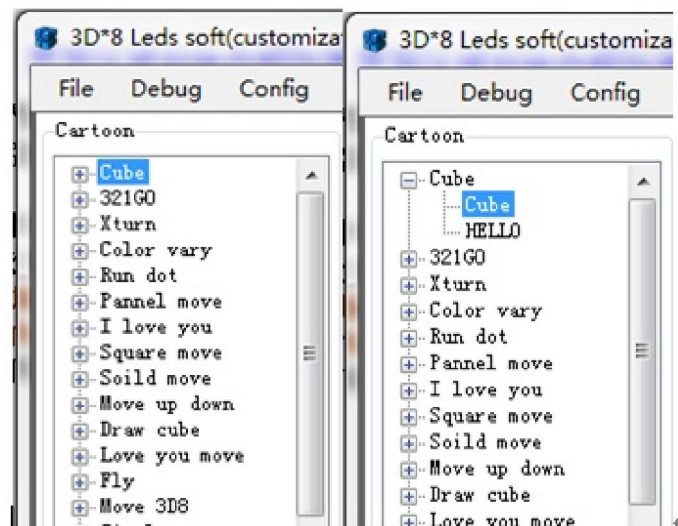 3D*8 Leds soft(customiza
File Debug Config
Cartoon
Cube
321GO
Xturn
Color vary
Run dot
Pannel move
I love you
Square move
Soild move
Move up down
Draw cube
Love you move
Fly
Move 3D8
3D*8 Leds soft(customiza
File Debug Config
Cartoon
Cube
Cube
HELLO
321GO
Xturn
Color vary
Run dot
Pannel move
I love you
Square move
Soild move
Move up down
Draw cube
Love you move